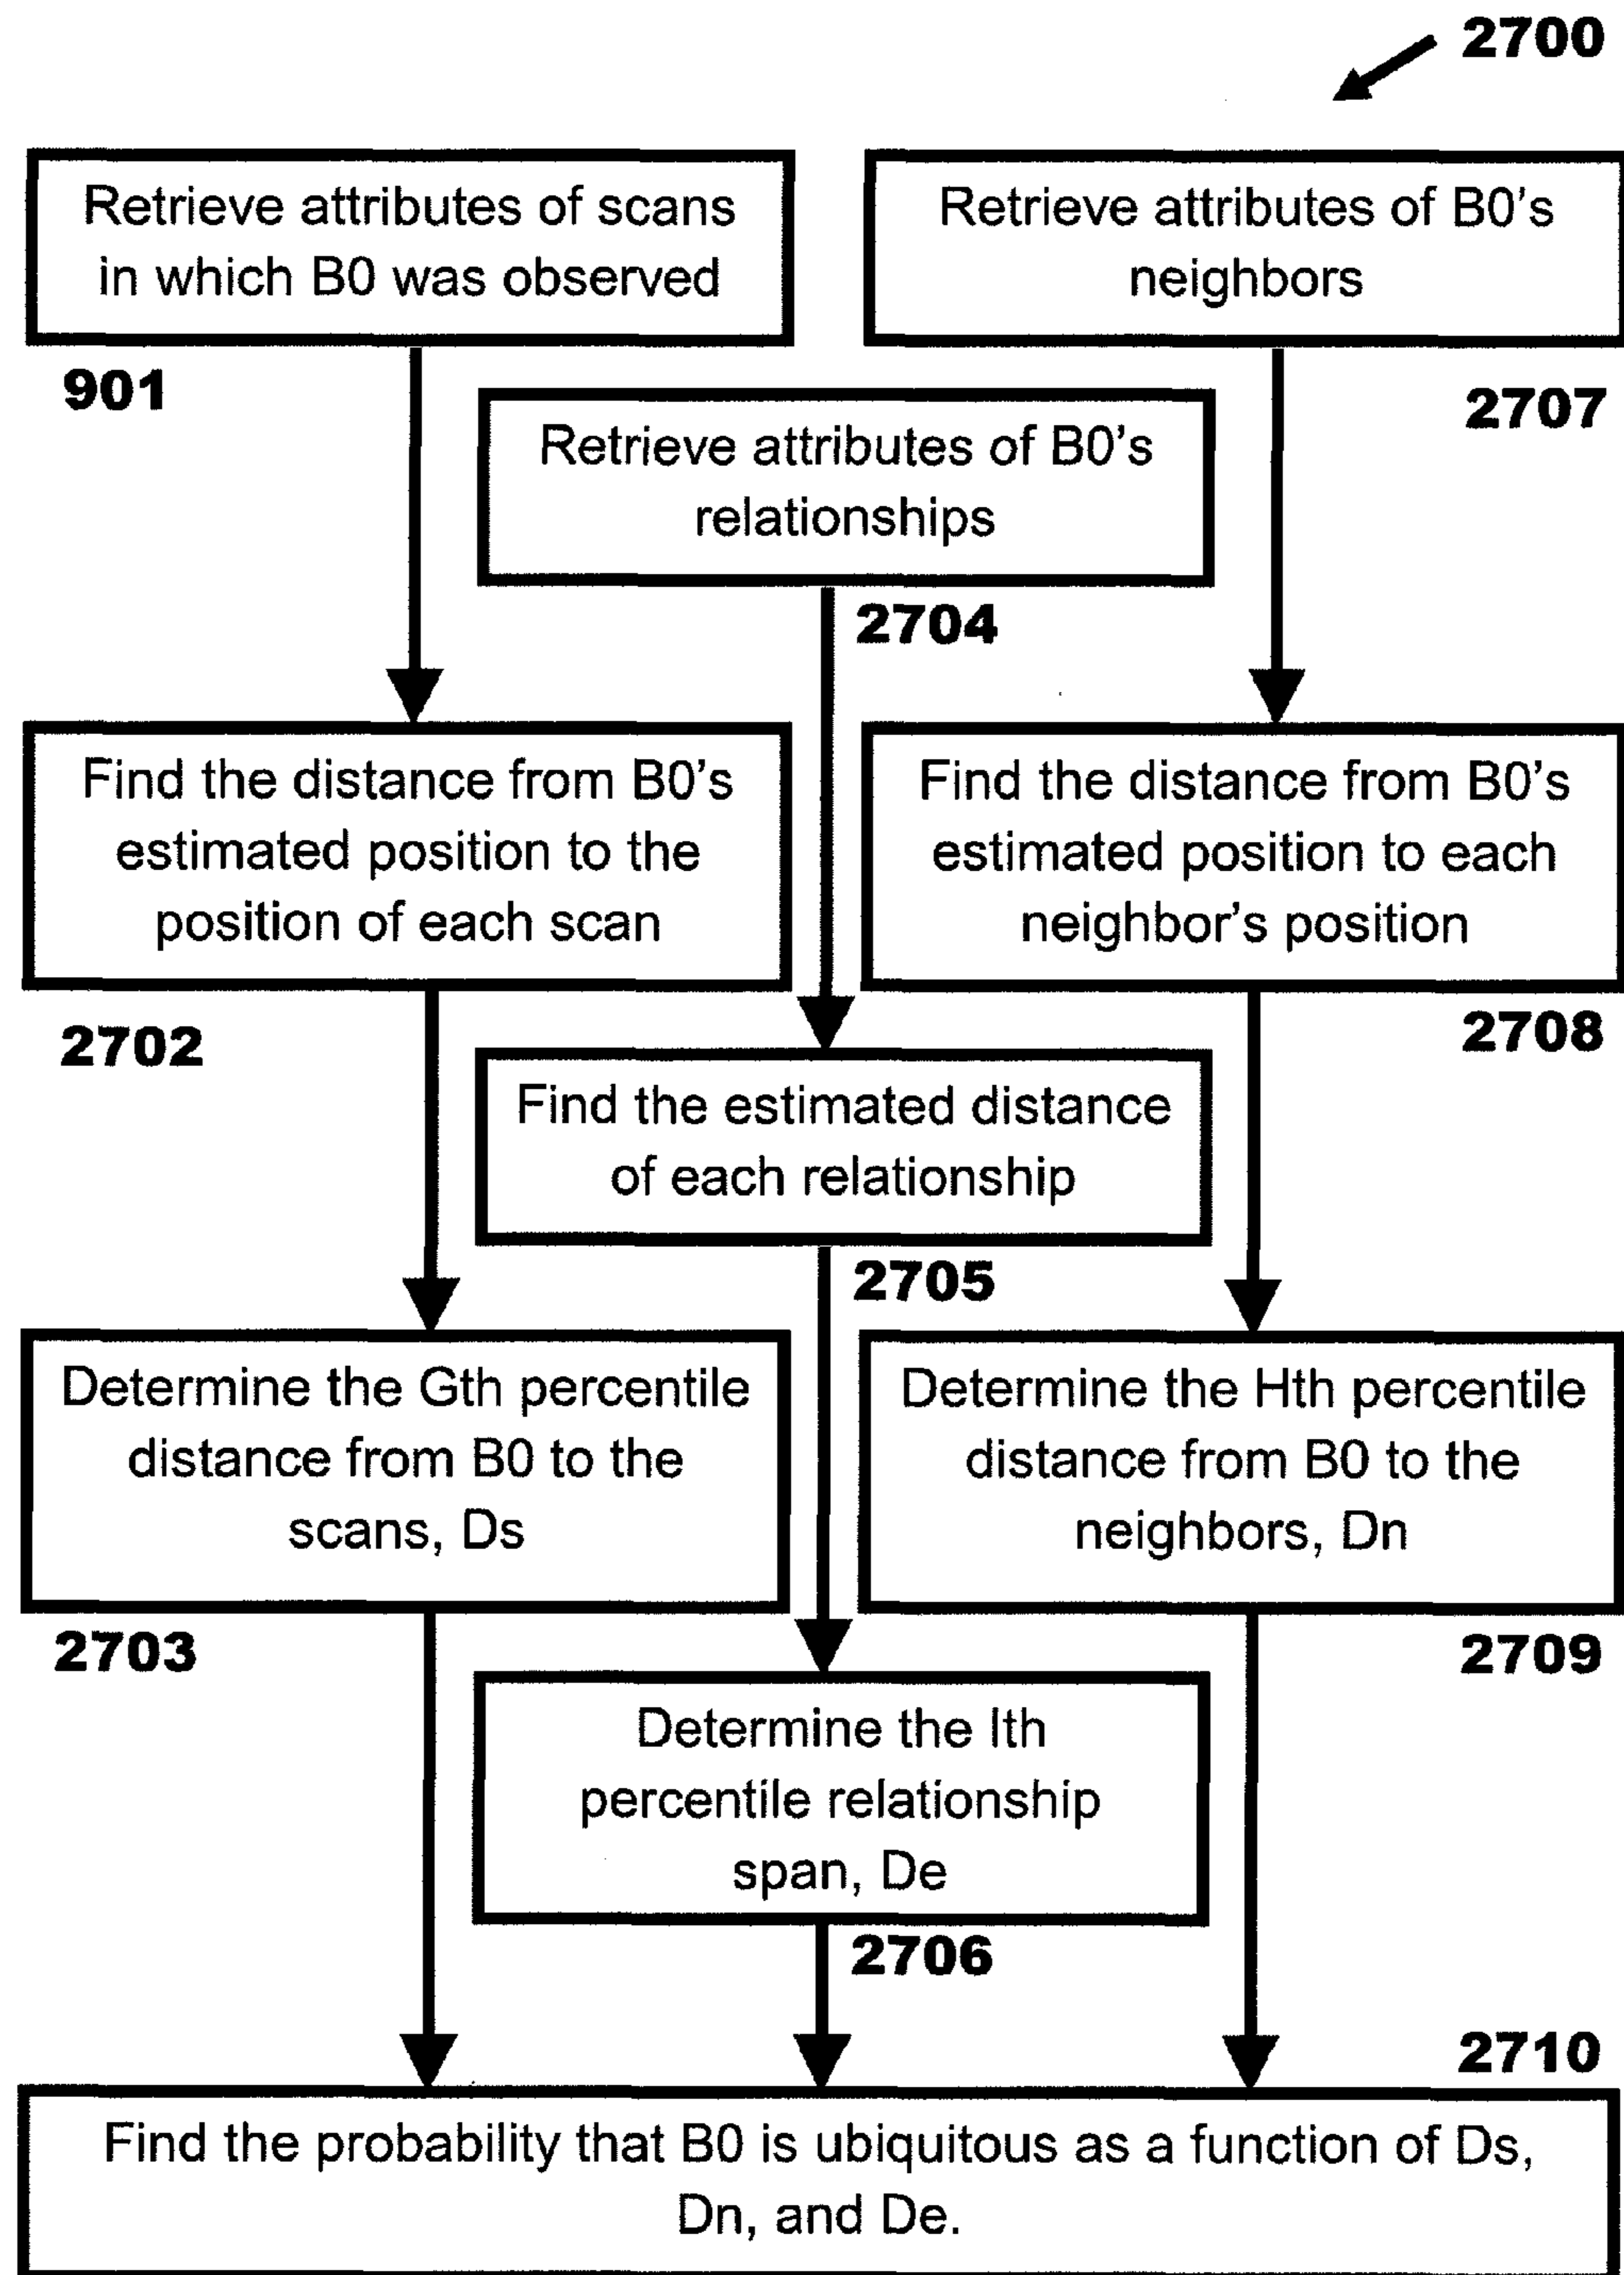 2700
Retrieve attributes of scans
in which B0 was observed
901
Retrieve attributes of B0's
neighbors
2707
Retrieve attributes of B0's
relationships
2704
Find the distance from B0's
estimated position to the
position of each scan
2702
Find the distance from B0's
estimated position to each
neighbor's position
2708
Find the estimated distance
of each relationship
2705
Determine the Gth percentile
distance from B0 to the
scans, Ds
2703
Determine the Hth percentile
distance from B0 to the
neighbors, Dn
2709
Determine the Ith
percentile relationship
span, De
2706
2710
Find the probability that B0 is ubiquitous as a function of Ds,
Dn, and De.